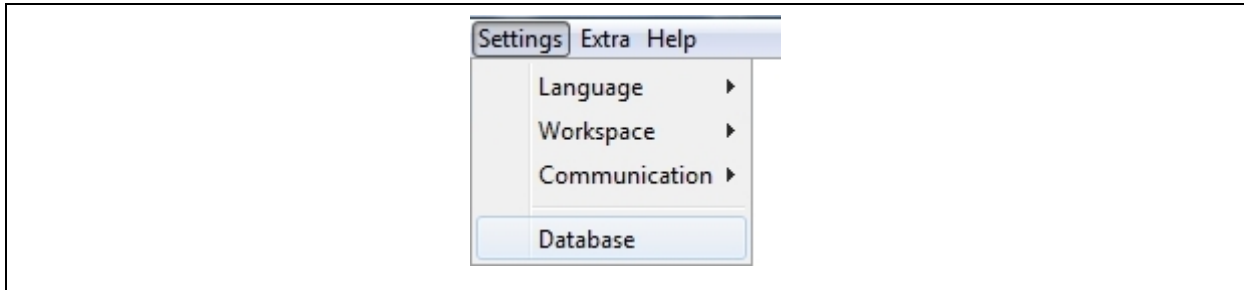 Settings Extra Help
Language
Workspace
Communication
Database